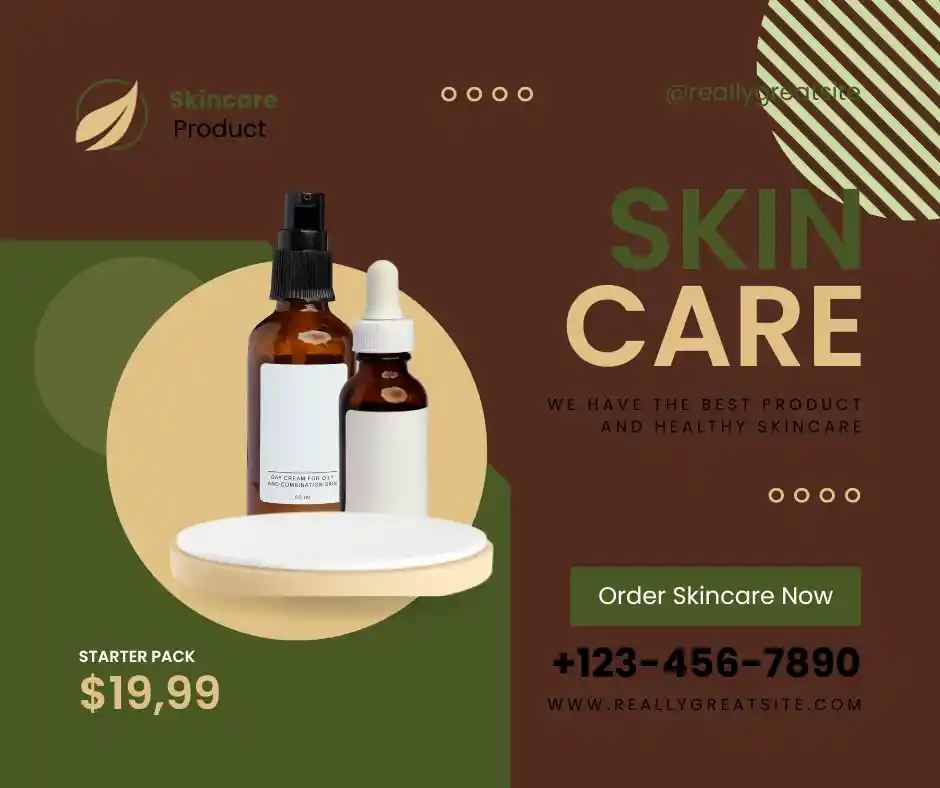 Skincare
Product
@reallygreatsite
SKIN
CARE
WE HAVE THE BEST PRODUCT
AND HEALTHY SKINCARE
DAY CREAM FOR OILY
AND COMBINATION SKIN
50 ml
Order Skincare Now
+123-456-7890
WWW.REALLYGREATSITE.COM
STARTER PACK
$19,99